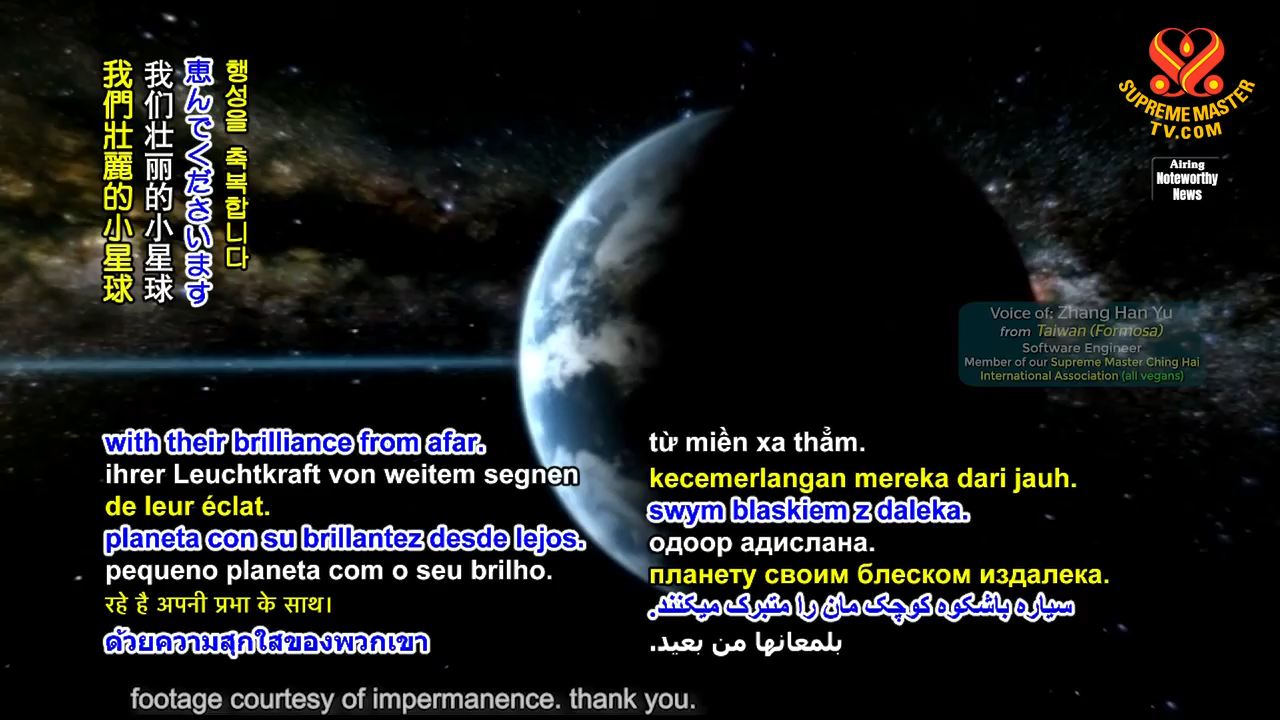 我們壯麗的小星球
我们壮丽的小星球
恵んでくださいます
행성을 축복합니다
SUPREME MASTER
TV.COM
Airing
Noteworthy
News
Voice of: Zhang Han Yu
from Taiwan (Formosa)
Software Engineer
Member of our Supreme Master Ching Hai
International Association (all vegans)
with their brilliance from afar.
ihrer Leuchtkraft von weitem segnen
de leur éclat.
planeta con su brillantez desde lejos.
pequeno planeta com o seu brilho.
रहे है अपनी प्रभा के साथ।
ด้วยความสุกใสของพวกเขา
từ miền xa thẳm.
kecemerlangan mereka dari jauh.
swym blaskiem z daleka.
одоор адислана.
планету своим блеском издалека.
سیاره باشکوه کوچک مان را متبرک میکنند.
بلمعانها من بعيد.
footage courtesy of impermanence. thank you.